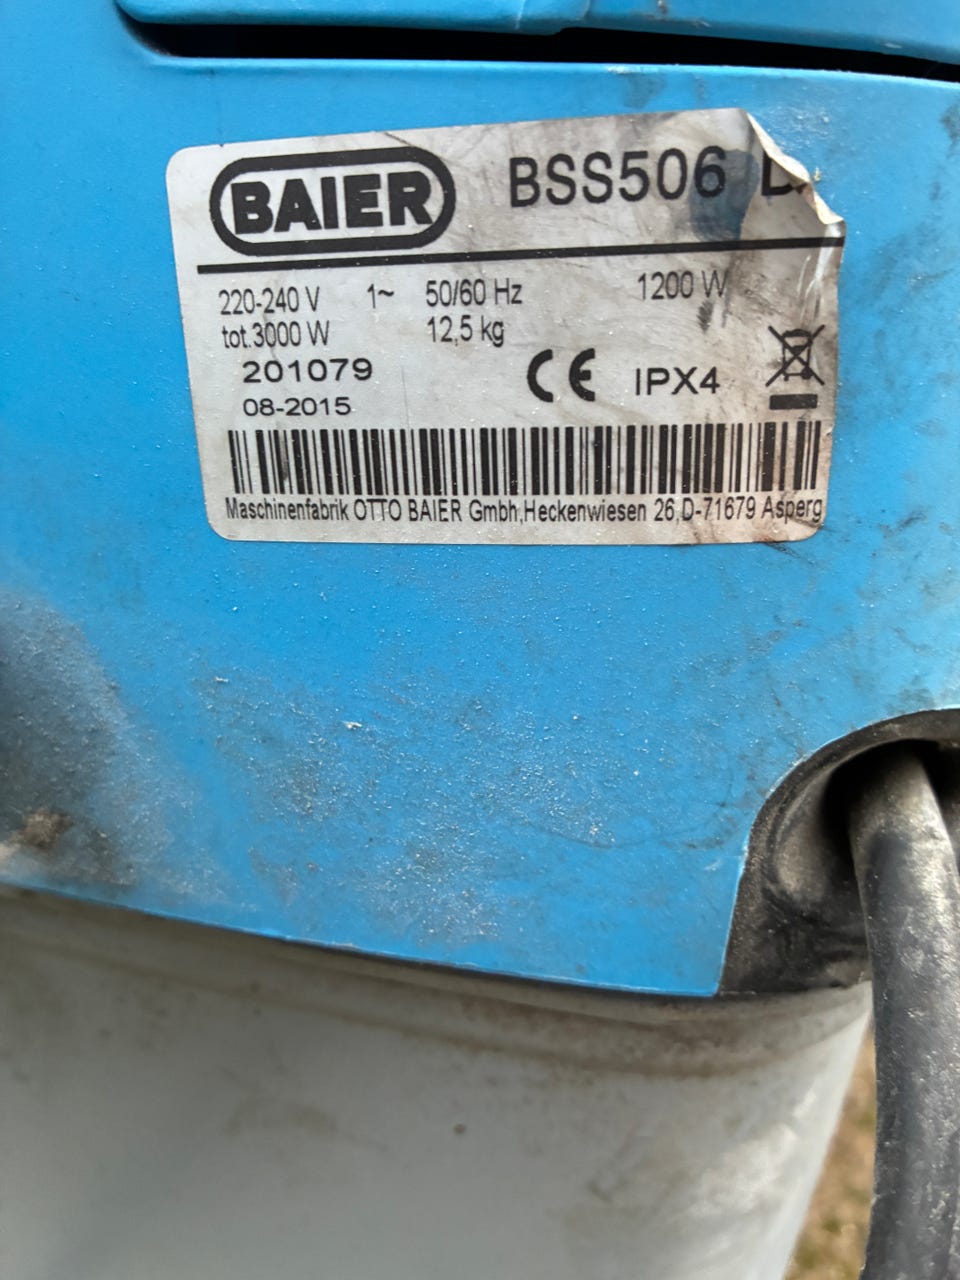 BAIER BSS506
220-240 V 1~ 50/60 Hz 1200 W
tot.3000 W 12,5 kg
201079
08-2015
CE IPX4
Maschinenfabrik OTTO BAIER Gmbh,Heckenwiesen 26,D-71679 Asperg